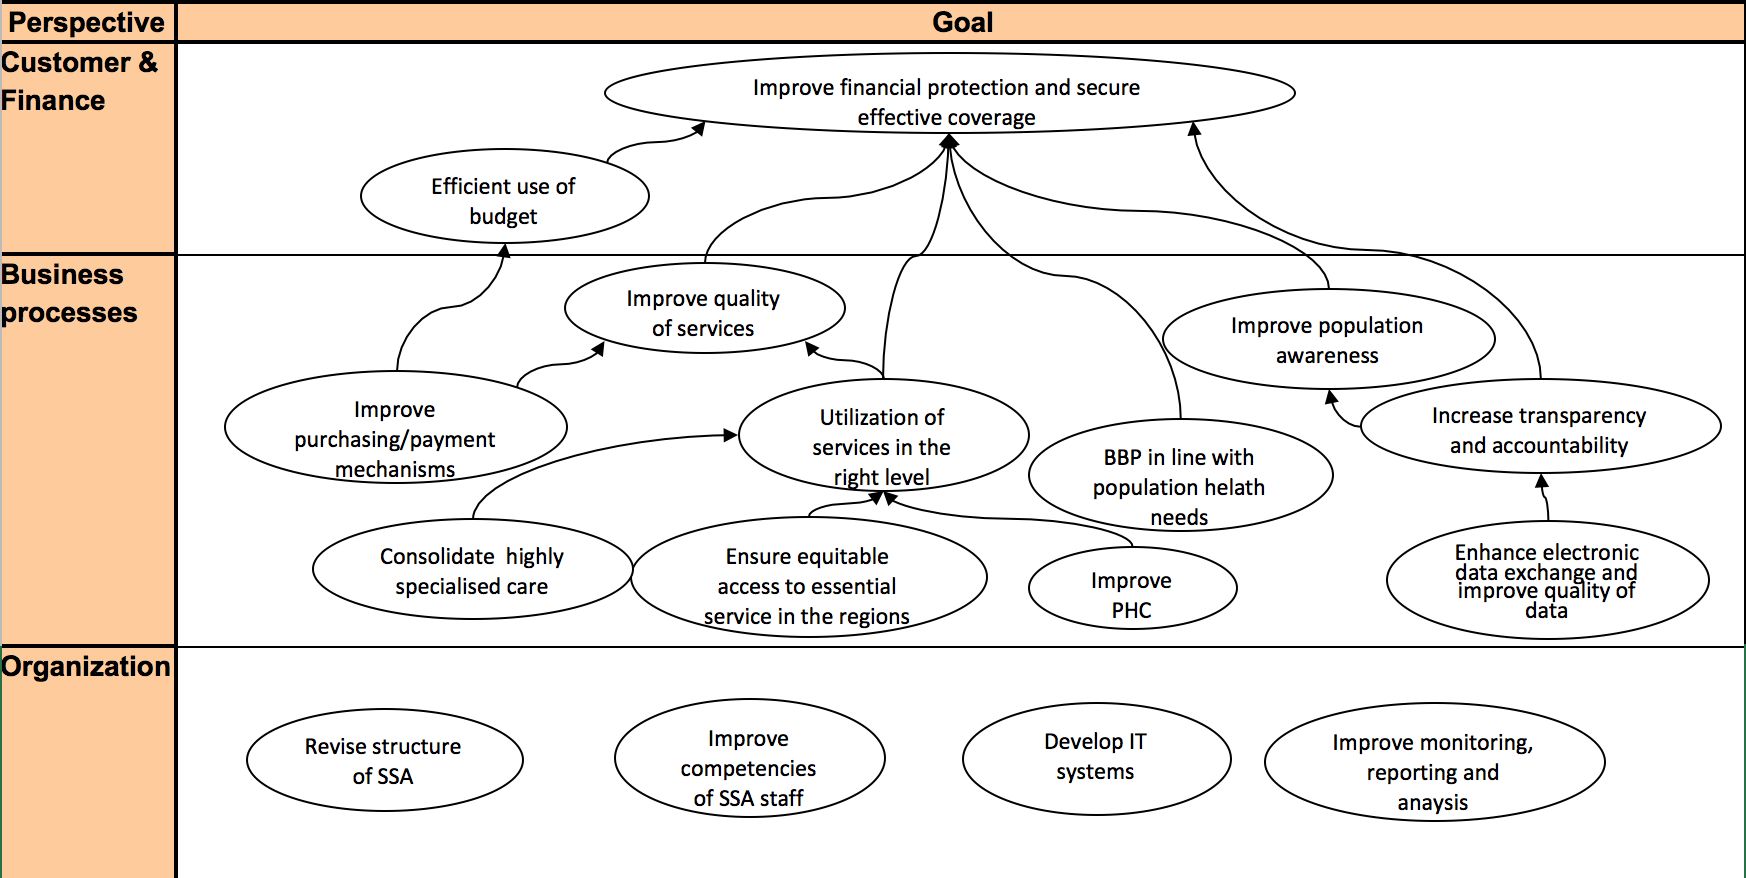 Perspective
Goal
Customer &
Finance
Improve financial protection and secure
effective coverage
Efficient use of
budget
Business
processes
Improve quality
of services
Improve population
awareness
Improve
purchasing/payment
mechanisms
Utilization of
services in the
right level
BBP in line with
population helath
needs
Increase transparency
and accountability
Consolidate  highly
specialised care
Ensure equitable
access to essential
service in the regions
Improve
PHC
Enhance electronic
data exchange and
improve quality of
data
Organization
Revise structure
of SSA
Improve
competencies
of SSA staff
Develop IT
systems
Improve monitoring,
reporting and
anaysis